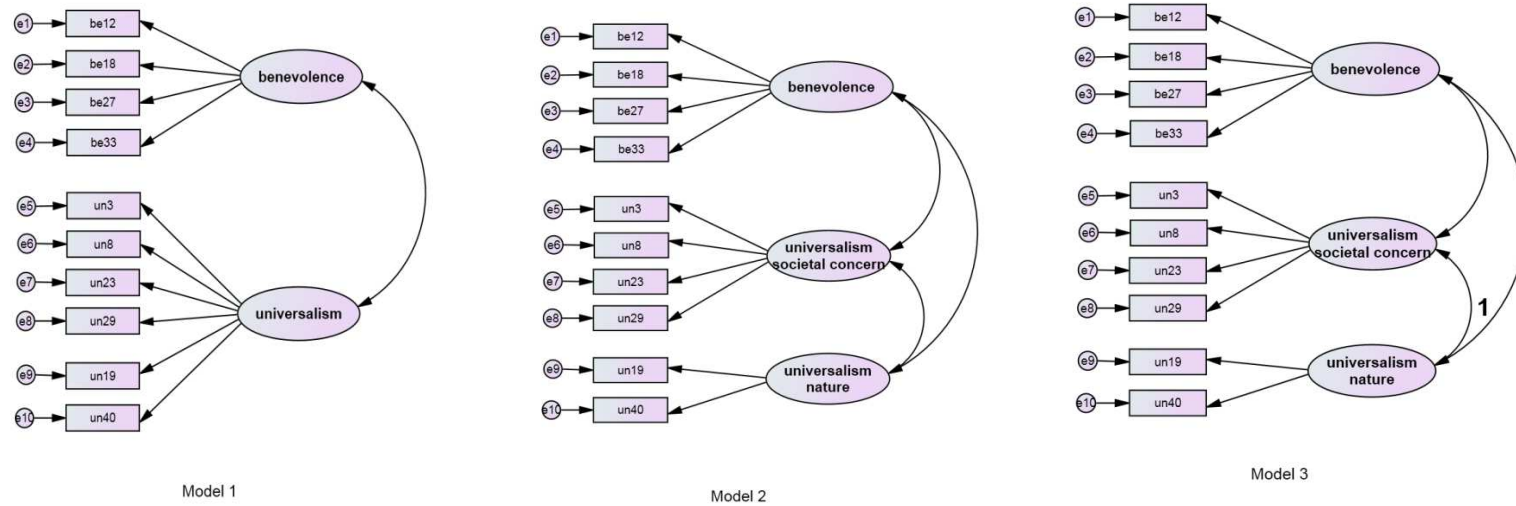 e1
be12
e2
be18
e3
be27
e4
be33
benevolence
e5
un3
e6
un8
e7
un23
e8
un29
e9
un19
e10
un40
universalism
Model 1
e1
be12
e2
be18
e3
be27
e4
be33
benevolence
e5
un3
e6
un8
e7
un23
e8
un29
universalism
societal concern
e9
un19
e10
un40
universalism
nature
Model 2
e1
be12
e2
be18
e3
be27
e4
be33
benevolence
e5
un3
e6
un8
e7
un23
e8
un29
universalism
societal concern
1
e9
un19
e10
un40
universalism
nature
Model 3